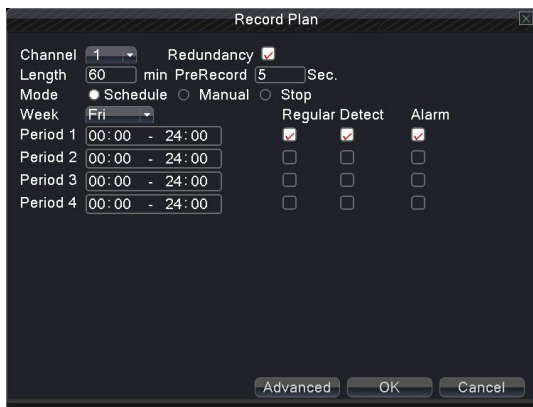 Record Plan
Channel 1 Redundancy
Length 60 min PreRecord 5 Sec.
Mode Schedule Manual Stop
Week Fri Regular Detect Alarm
Period 1 00:00 - 24:00
Period 2 00:00 - 24:00
Period 3 00:00 - 24:00
Period 4 00:00 - 24:00
Advanced OK Cancel